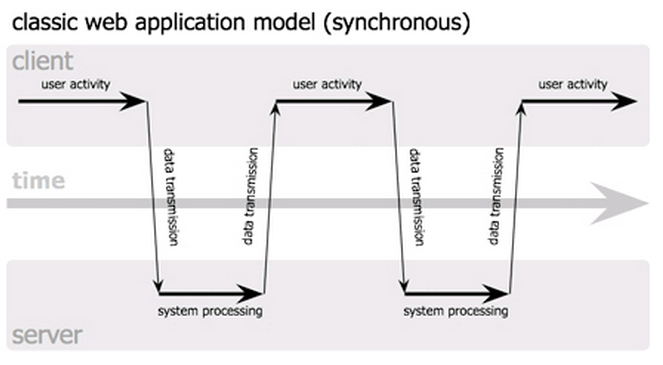 classic web application model (synchronous)
client
user activity
user activity
user activity
data transmission
data transmission
data transmission
data transmission
time
system processing
system processing
server